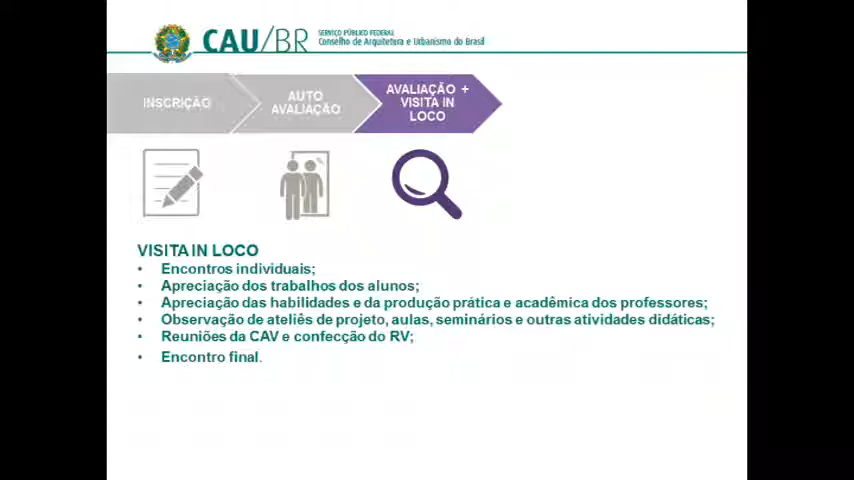 CAU/BR
SERVIÇO PÚBLICO FEDERAL
Conselho de Arquitetura e Urbanismo do Brasil
INSCRIÇÃO
AUTO
AVALIAÇÃO
AVALIAÇÃO +
VISITA IN
LOCO
VISITA IN LOCO
• Encontros individuais;
• Apreciação dos trabalhos dos alunos;
• Apreciação das habilidades e da produção prática e acadêmica dos professores;
• Observação de ateliês de projeto, aulas, seminários e outras atividades didáticas;
• Reuniões da CAV e confecção do RV;
• Encontro final.